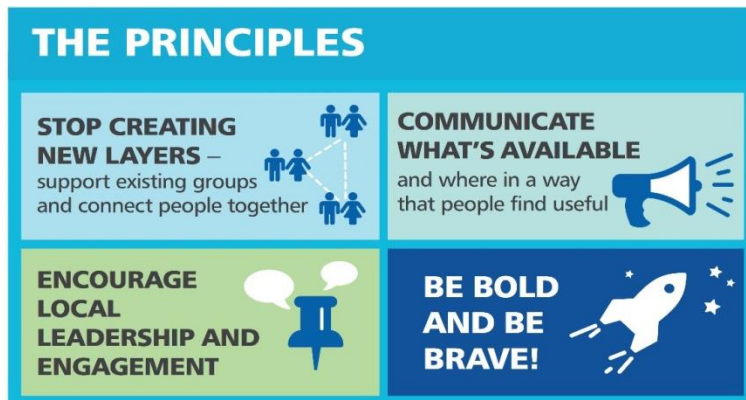 THE PRINCIPLES
STOP CREATING
NEW LAYERS –
support existing groups
and connect people together
COMMUNICATE
WHAT'S AVAILABLE
and where in a way
that people find useful
ENCOURAGE
LOCAL
LEADERSHIP AND
ENGAGEMENT
BE BOLD
AND BE
BRAVE!